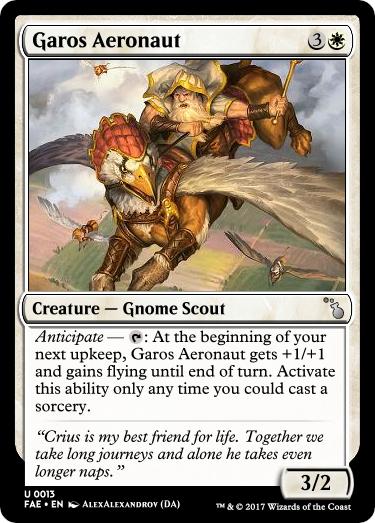 Garos Aeronaut 3
Creature — Gnome Scout
Anticipate — : At the beginning of your
next upkeep, Garos Aeronaut gets +1/+1
and gains flying until end of turn. Activate
this ability only any time you could cast a
sorcery.
“Crius is my best friend for life. Together we
take long journeys and alone he takes even
longer naps.”
3/2
U 0013
FAE • EN AlexAlexandrov (DA)
™ & © 2017 Wizards of the Coast